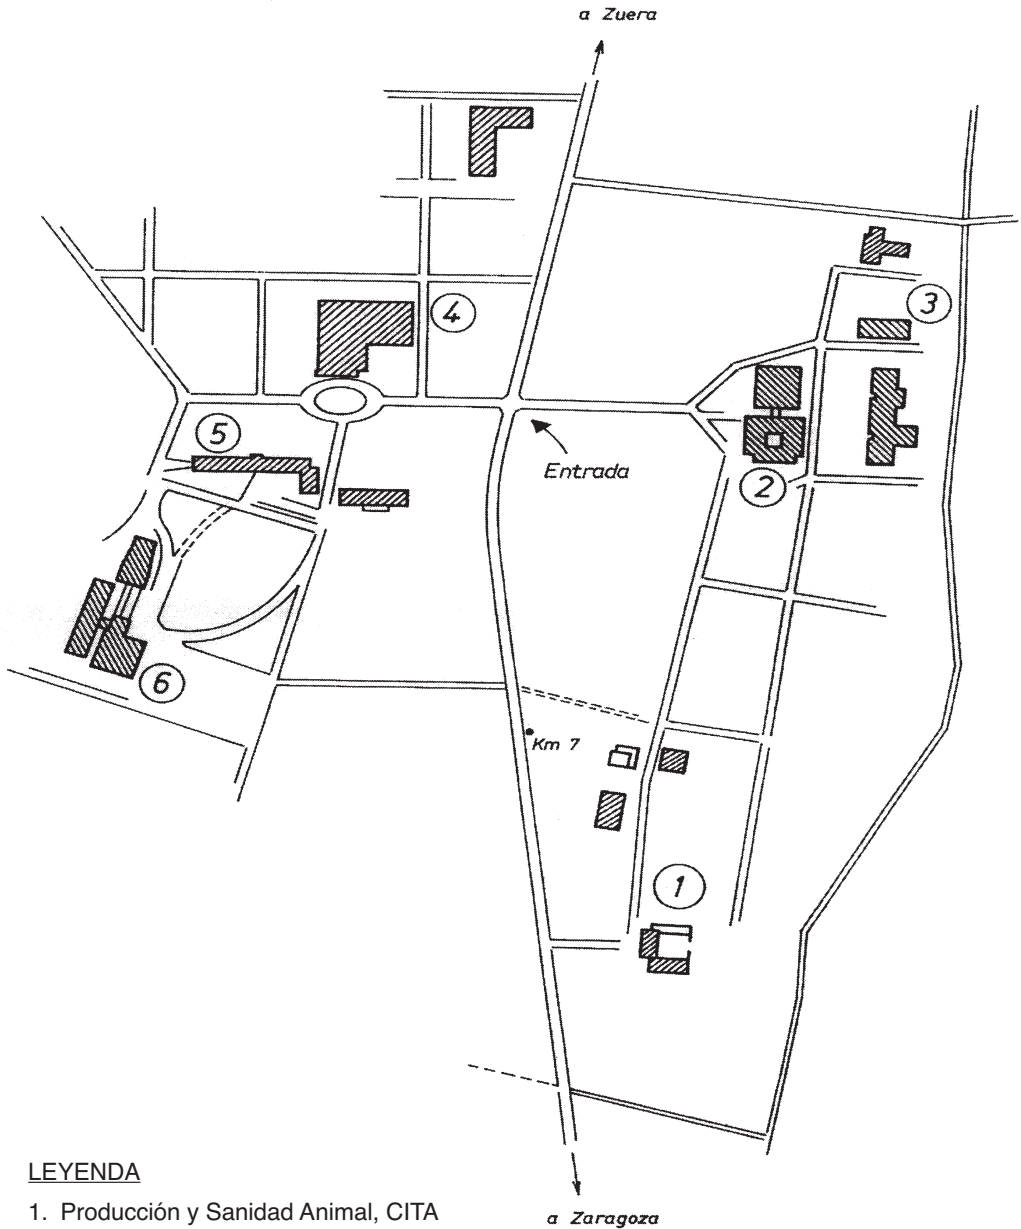 a Zuera
3
4
5
Entrada
2
6
Km 7
1
LEYENDA
1. Producción y Sanidad Animal, CITA
a Zaragoza